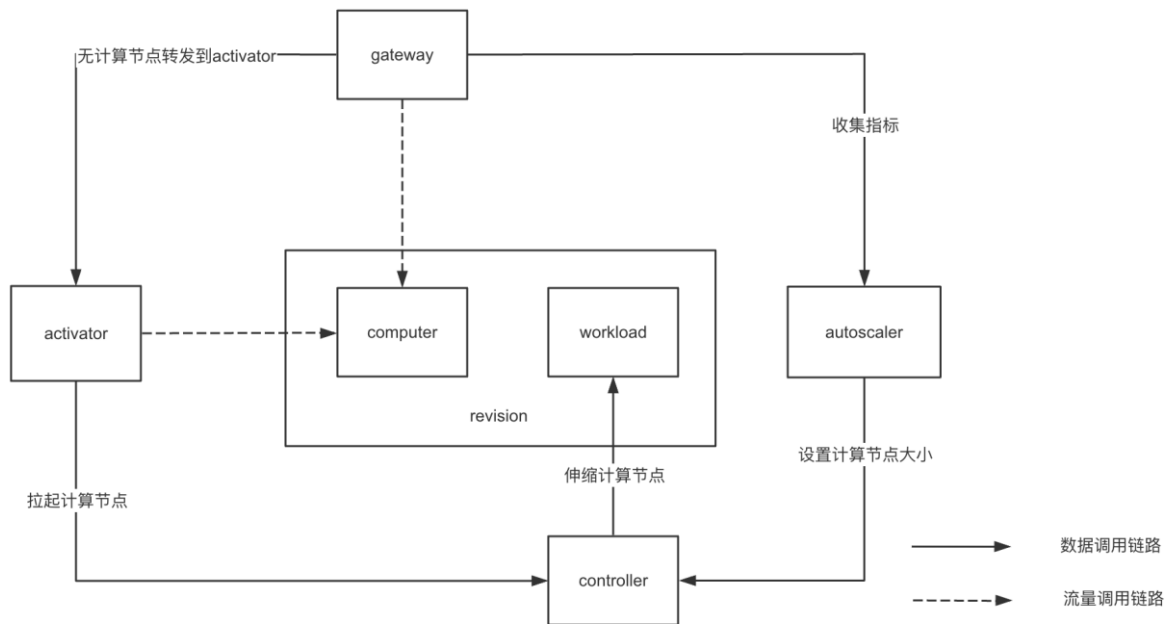 gateway
无计算节点转发到activator
收集指标
activator
computer
workload
autoscaler
revision
设置计算节点大小
伸缩计算节点
拉起计算节点
controller
数据调用链路
流量调用链路